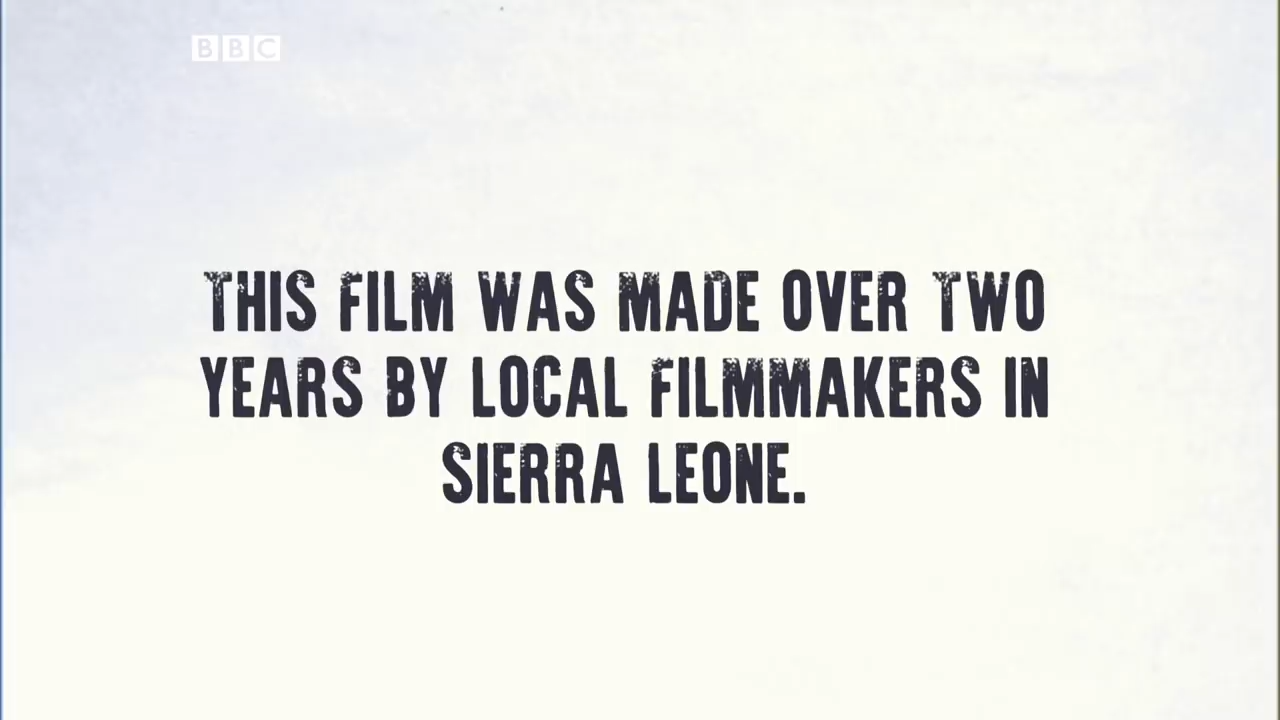 BBC
THIS FILM WAS MADE OVER TWO
YEARS BY LOCAL FILMMAKERS IN
SIERRA LEONE.